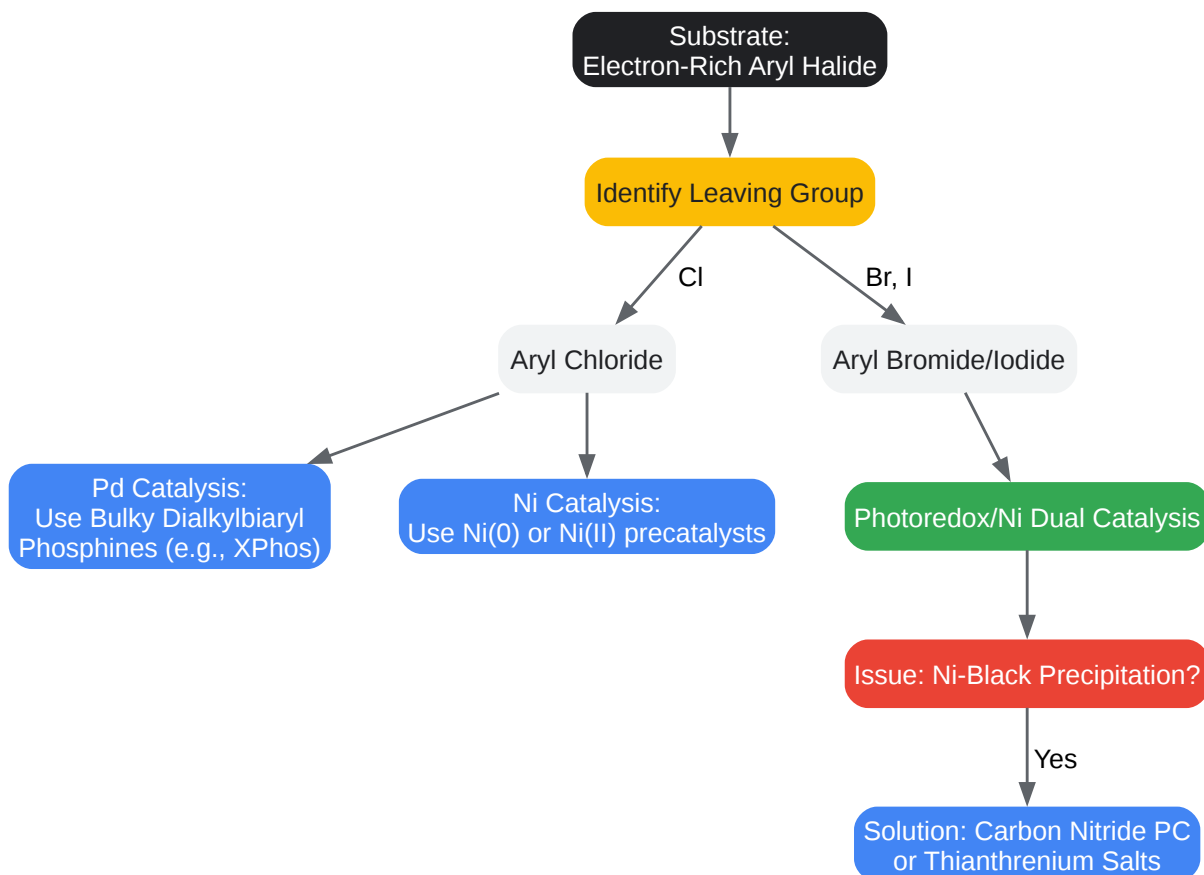 Substrate:
Electron-Rich Aryl Halide
Identify Leaving Group
Cl
Br, I
Aryl Chloride
Aryl Bromide/Iodide
Pd Catalysis:
Use Bulky Dialkylbiaryl
Phosphines (e.g., XPhos)
Ni Catalysis:
Use Ni(0) or Ni(II) precatalysts
Photoredox/Ni Dual Catalysis
Issue: Ni-Black Precipitation?
Yes
Solution: Carbon Nitride PC
or Thianthrenium Salts